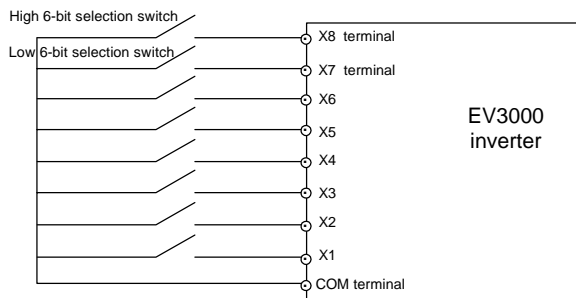 High 6-bit selection switch
X8 terminal
Low 6-bit selection switch
X7 terminal
X6
X5
X4
X3
X2
X1
COM terminal
EV3000
inverter